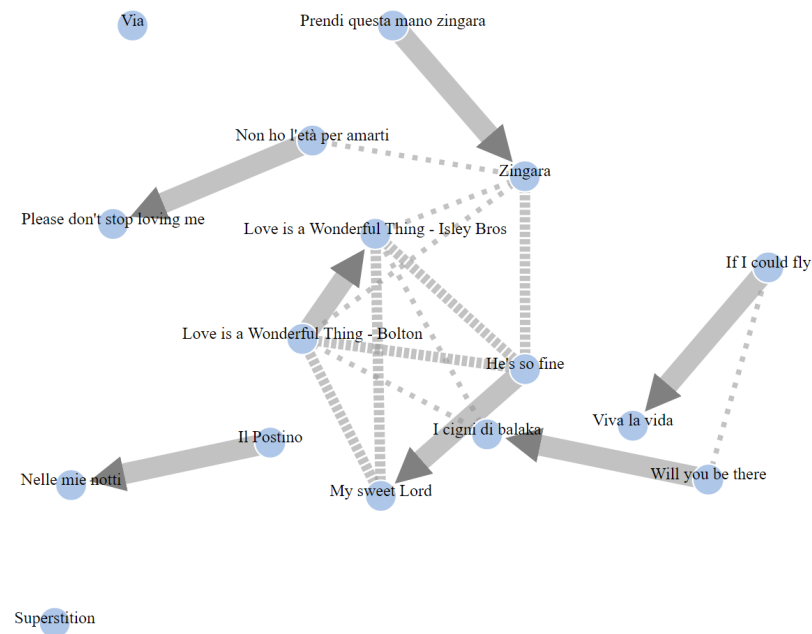 Via
Prendi questa mano zingara
Non ho l'età per amarti
Zingara
Please don't stop loving me
Love is a Wonderful Thing - Isley Bros
If I could fly
Love is a Wonderful Thing - Bolton
He's so fine
Viva la vida
I cigni di balaka
Il Postino
Will you be there
Nelle mie notti
My sweet Lord
Superstition